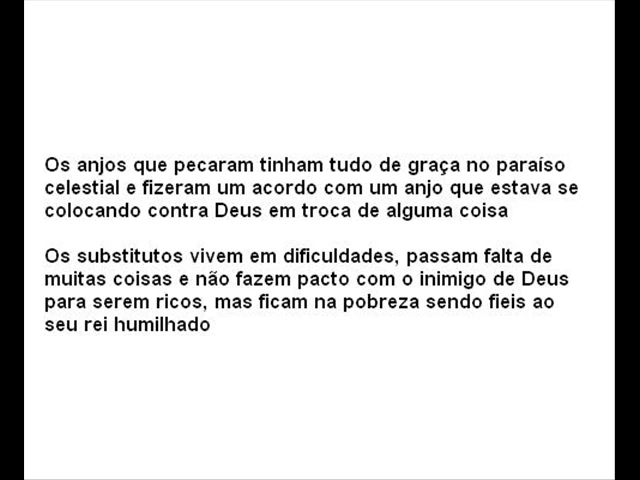 Os anjos que pecaram tinham tudo de graça no paraíso
celestial e fizeram um acordo com um anjo que estava se
colocando contra Deus em troca de alguma coisa
Os substitutos vivem em dificuldades, passam falta de
muitas coisas e não fazem pacto com o inimigo de Deus
para serem ricos, mas ficam na pobreza sendo fieis ao
seu rei humilhado